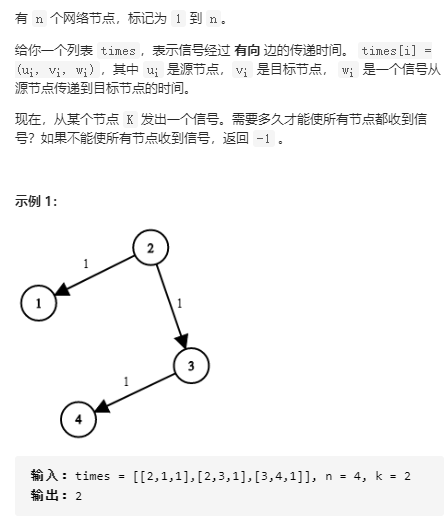 有 n 个网络节点，标记为 1 到 n 。
给你一个列表 times ，表示信号经过 有向 边的传递时间。 times[i] =
(ui, vi, wi) ，其中 ui 是源节点， vi 是目标节点， wi 是一个信号从
源节点传递到目标节点的时间。
现在，从某个节点 K 发出一个信号。需要多久才能使所有节点都收到信
号？如果不能使所有节点收到信号，返回 -1 。
示例 1：
2
1
1
1
3
1
4
输入：times = [[2,1,1],[2,3,1],[3,4,1]], n = 4, k = 2
输出：2